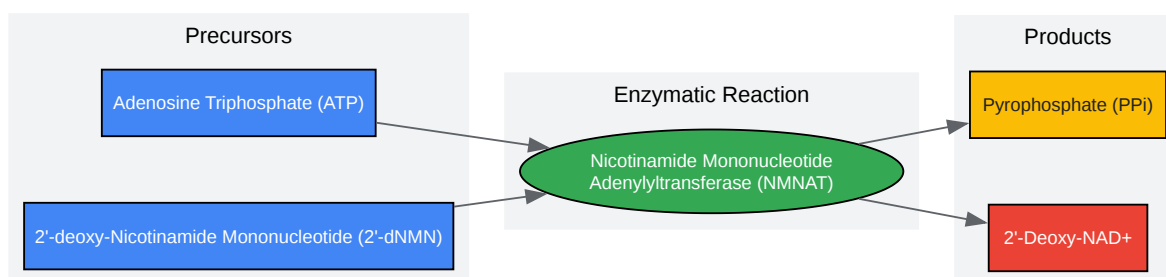 Precursors
Adenosine Triphosphate (ATP)
2'-deoxy-Nicotinamide Mononucleotide (2'-dNMN)
Enzymatic Reaction
Nicotinamide Mononucleotide
Adenylyltransferase (NMNAT)
Products
Pyrophosphate (PPi)
2'-Deoxy-NAD+